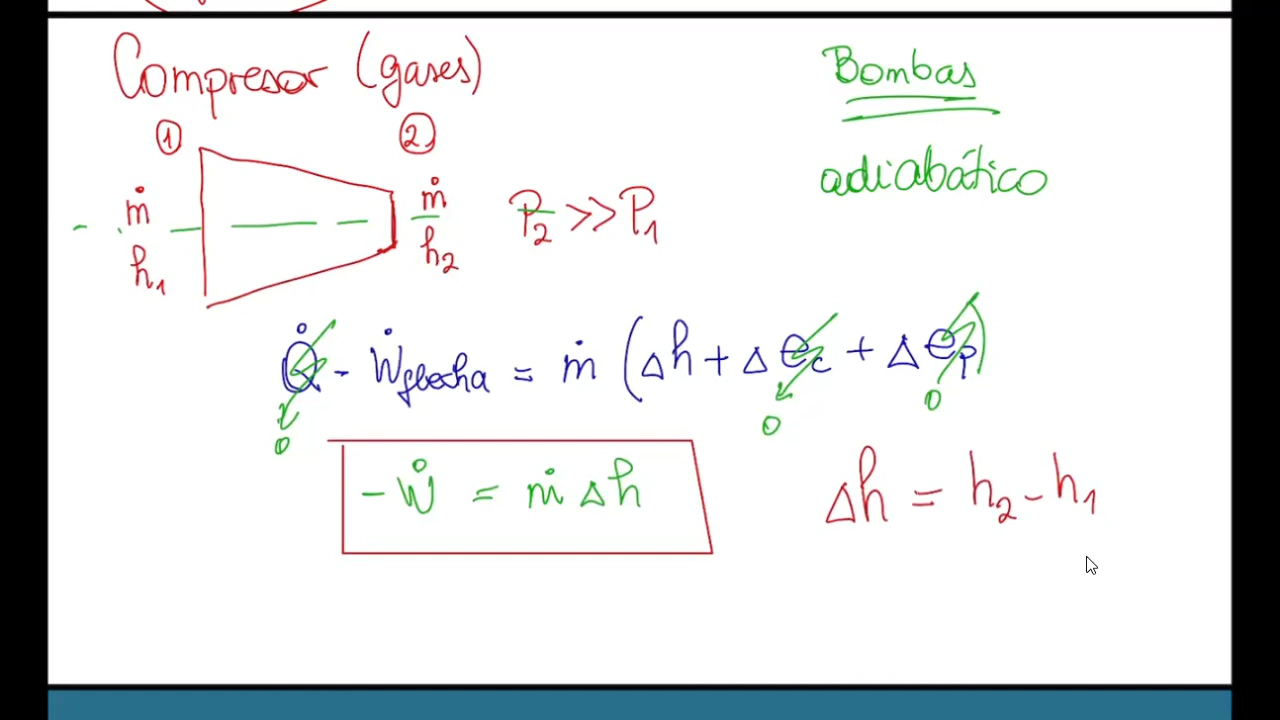 Compresor (gases)
Bombas
adiabático
① ②
ṁ ṁ
h₁ h₂
P₂ >> P₁
Q̇ - Ẇflecha = ṁ (Δh + Δec + Δep)
0 0 0
-Ẇ = ṁ Δh
Δh = h₂ - h₁